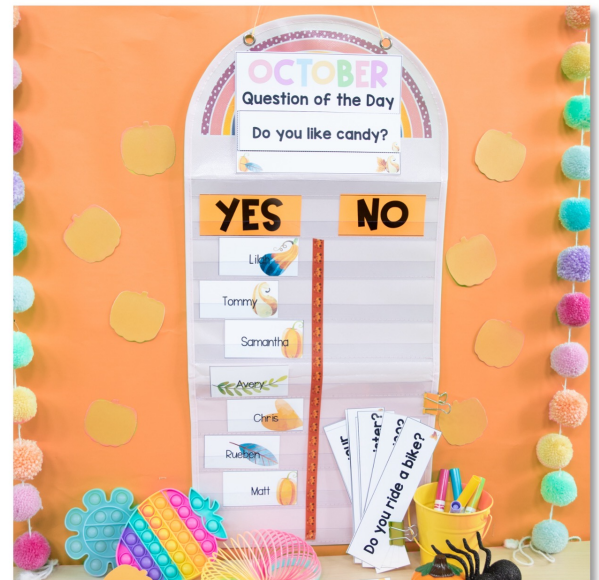 OCTOBER
Question of the Day
Do you like candy?
YES
NO
Tommy
Samantha
Avery
Chris
Rueben
Matt
Do you ride a bike?